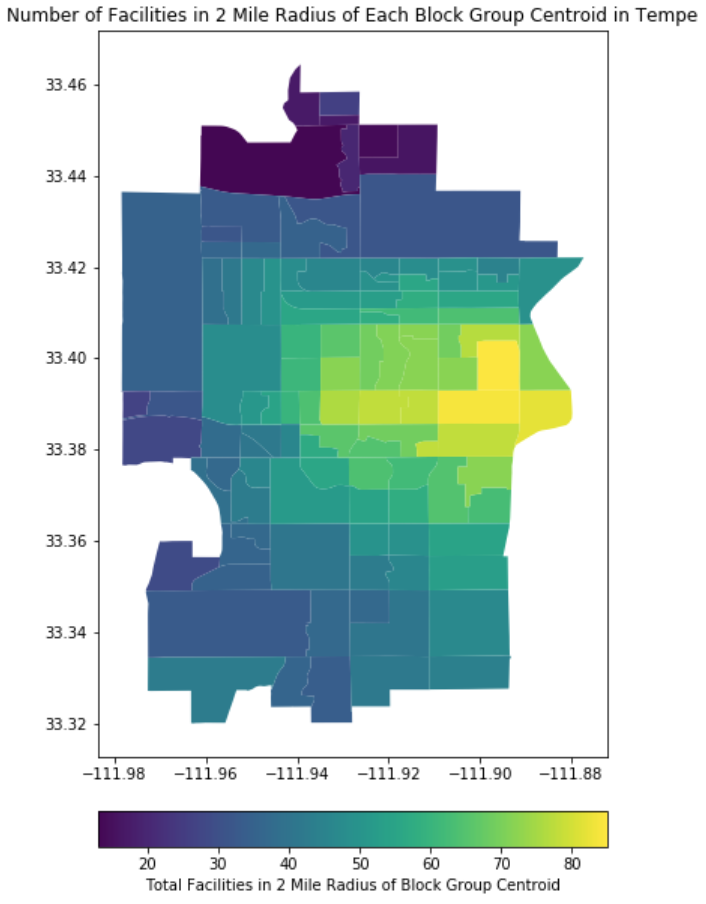 Number of Facilities in 2 Mile Radius of Each Block Group Centroid in Tempe
33.46
33.44
33.42
33.40
33.38
33.36
33.34
33.32
−111.98 −111.96 −111.94 −111.92 −111.90 −111.88
20 30 40 50 60 70 80
Total Facilities in 2 Mile Radius of Block Group Centroid